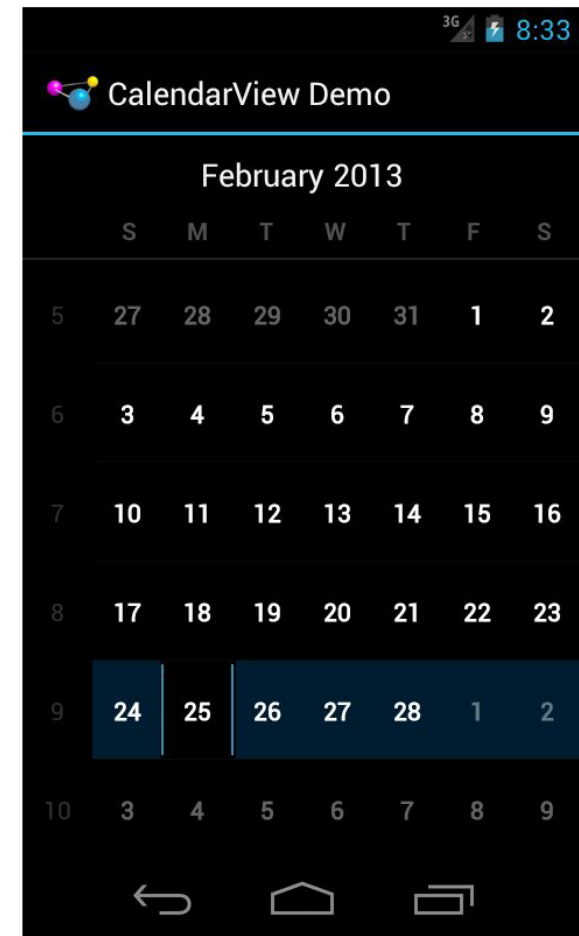 3G 8:33
CalendarView Demo
February 2013
S M T W T F S
5 27 28 29 30 31 1 2
6 3 4 5 6 7 8 9
7 10 11 12 13 14 15 16
8 17 18 19 20 21 22 23
9 24 25 26 27 28 1 2
10 3 4 5 6 7 8 9